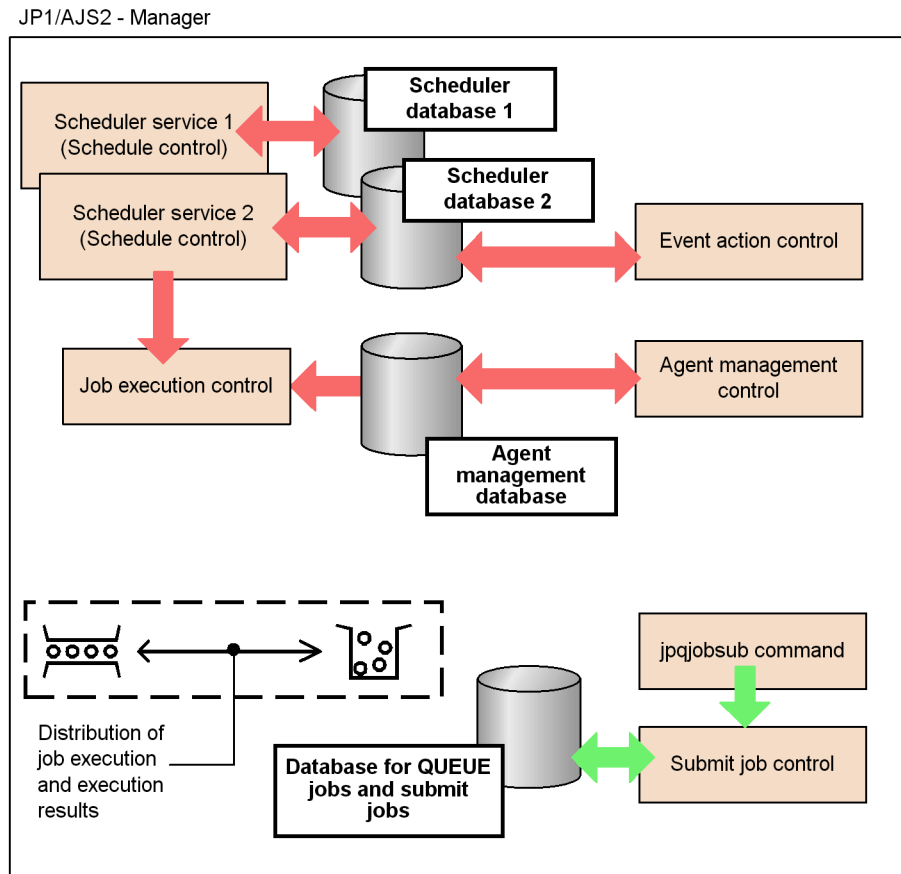 JP1/AJS2 - Manager
Scheduler
database 1
Scheduler service 1
(Schedule control)
Scheduler
database 2
Scheduler service 2
(Schedule control)
Event action control
Job execution control
Agent management
control
Agent
management
database
jpqjobsub command
Distribution of
job execution
and execution
results
Database for QUEUE
jobs and submit
jobs
Submit job control